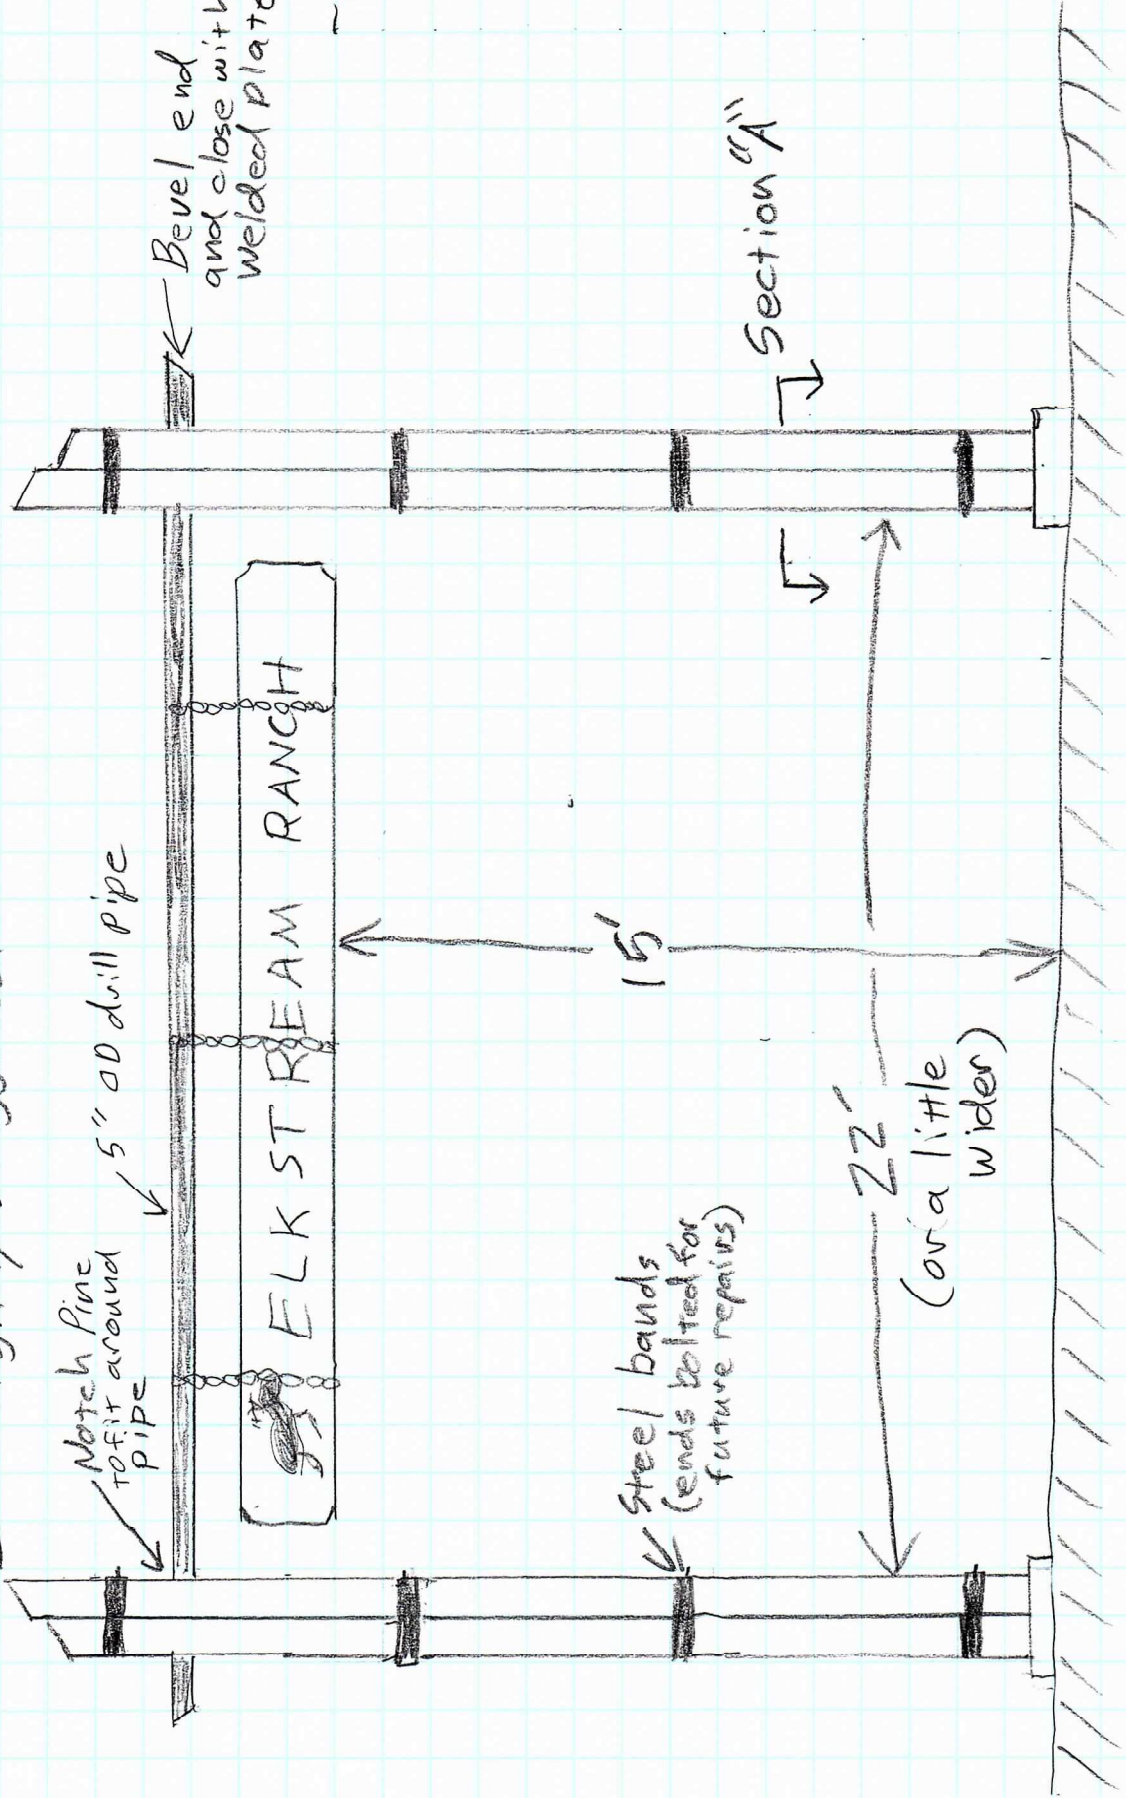 Notch Pine
to fit around
pipe
5" OD drill pipe
Bevel end
and close with
welded plate
ELK STREAM RANCH
Steel bands
(ends bolted for
future repairs)
15'
Section "A"
22'
(or a little
wider)